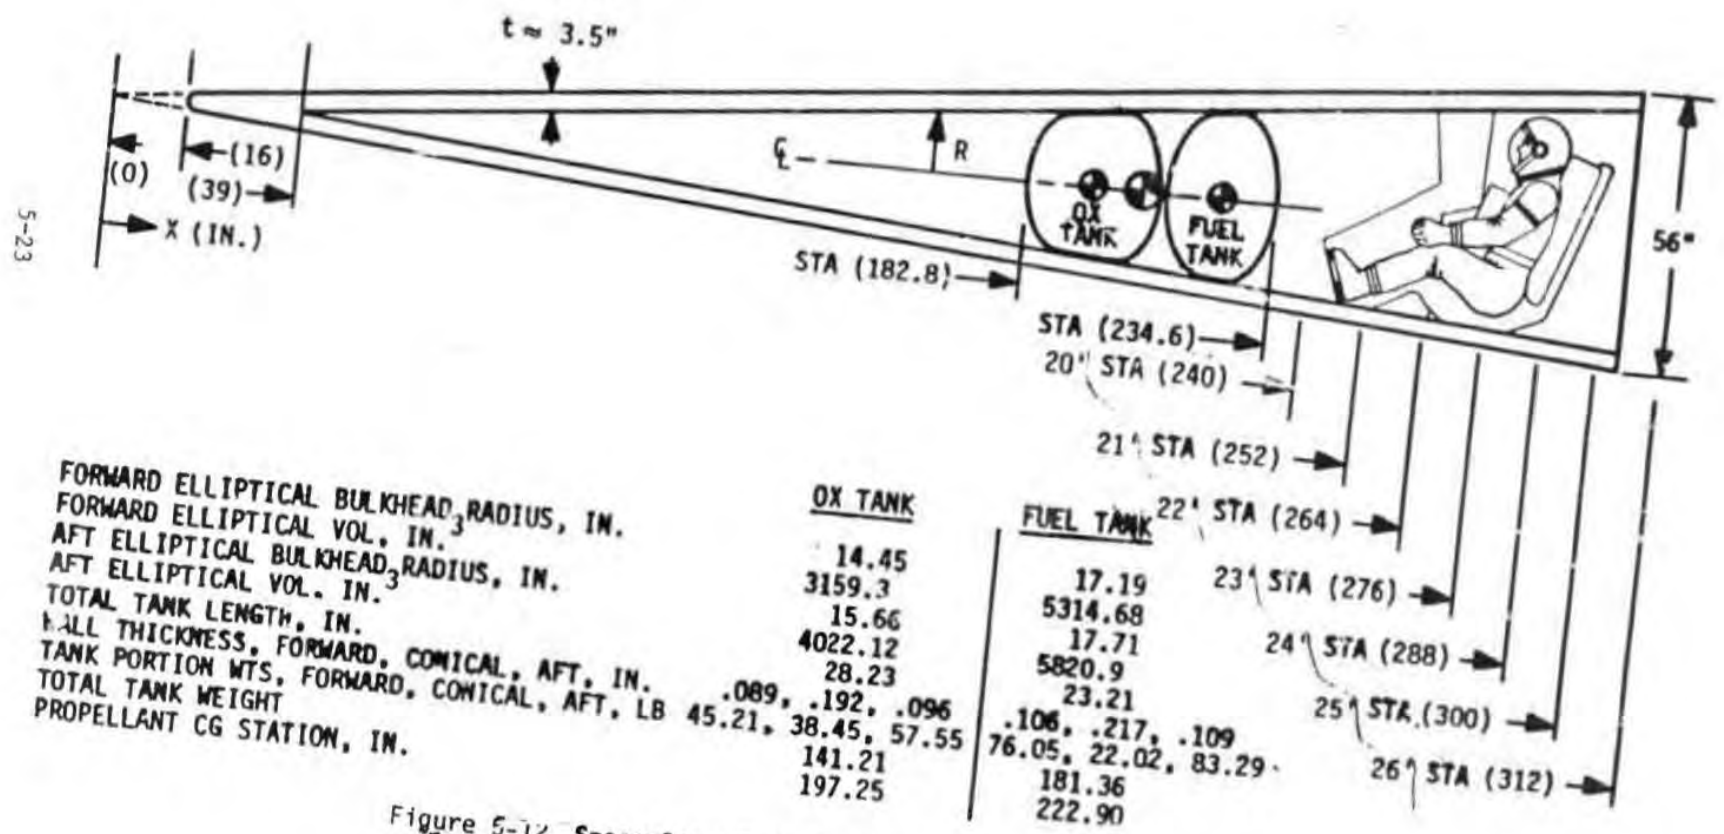 t ≈ 3.5"
(0)
(16)
(39)
X (IN.)
5-23
℄
R
OX
TANK
FUEL
TANK
56"
STA (182.8)
STA (234.6)
20' STA (240)
21' STA (252)
22' STA (264)
23' STA (276)
24' STA (288)
25' STA (300)
26' STA (312)
OX TANK
FUEL TANK
FORWARD ELLIPTICAL BULKHEAD RADIUS, IN. 14.45 17.19
FORWARD ELLIPTICAL VOL. IN.³ 3159.3 5314.68
AFT ELLIPTICAL BULKHEAD RADIUS, IN. 15.66 17.71
AFT ELLIPTICAL VOL. IN.³ 4022.12 5820.9
TOTAL TANK LENGTH, IN. 28.23 23.21
WALL THICKNESS, FORWARD, CONICAL, AFT, IN. .089, .192, .096 .106, .217, .109
TANK PORTION WTS, FORWARD, CONICAL, AFT, LB 45.21, 38.45, 57.55 76.05, 22.02, 83.29
TOTAL TANK WEIGHT 141.21 181.36
PROPELLANT CG STATION, IN. 197.25 222.90
Figure